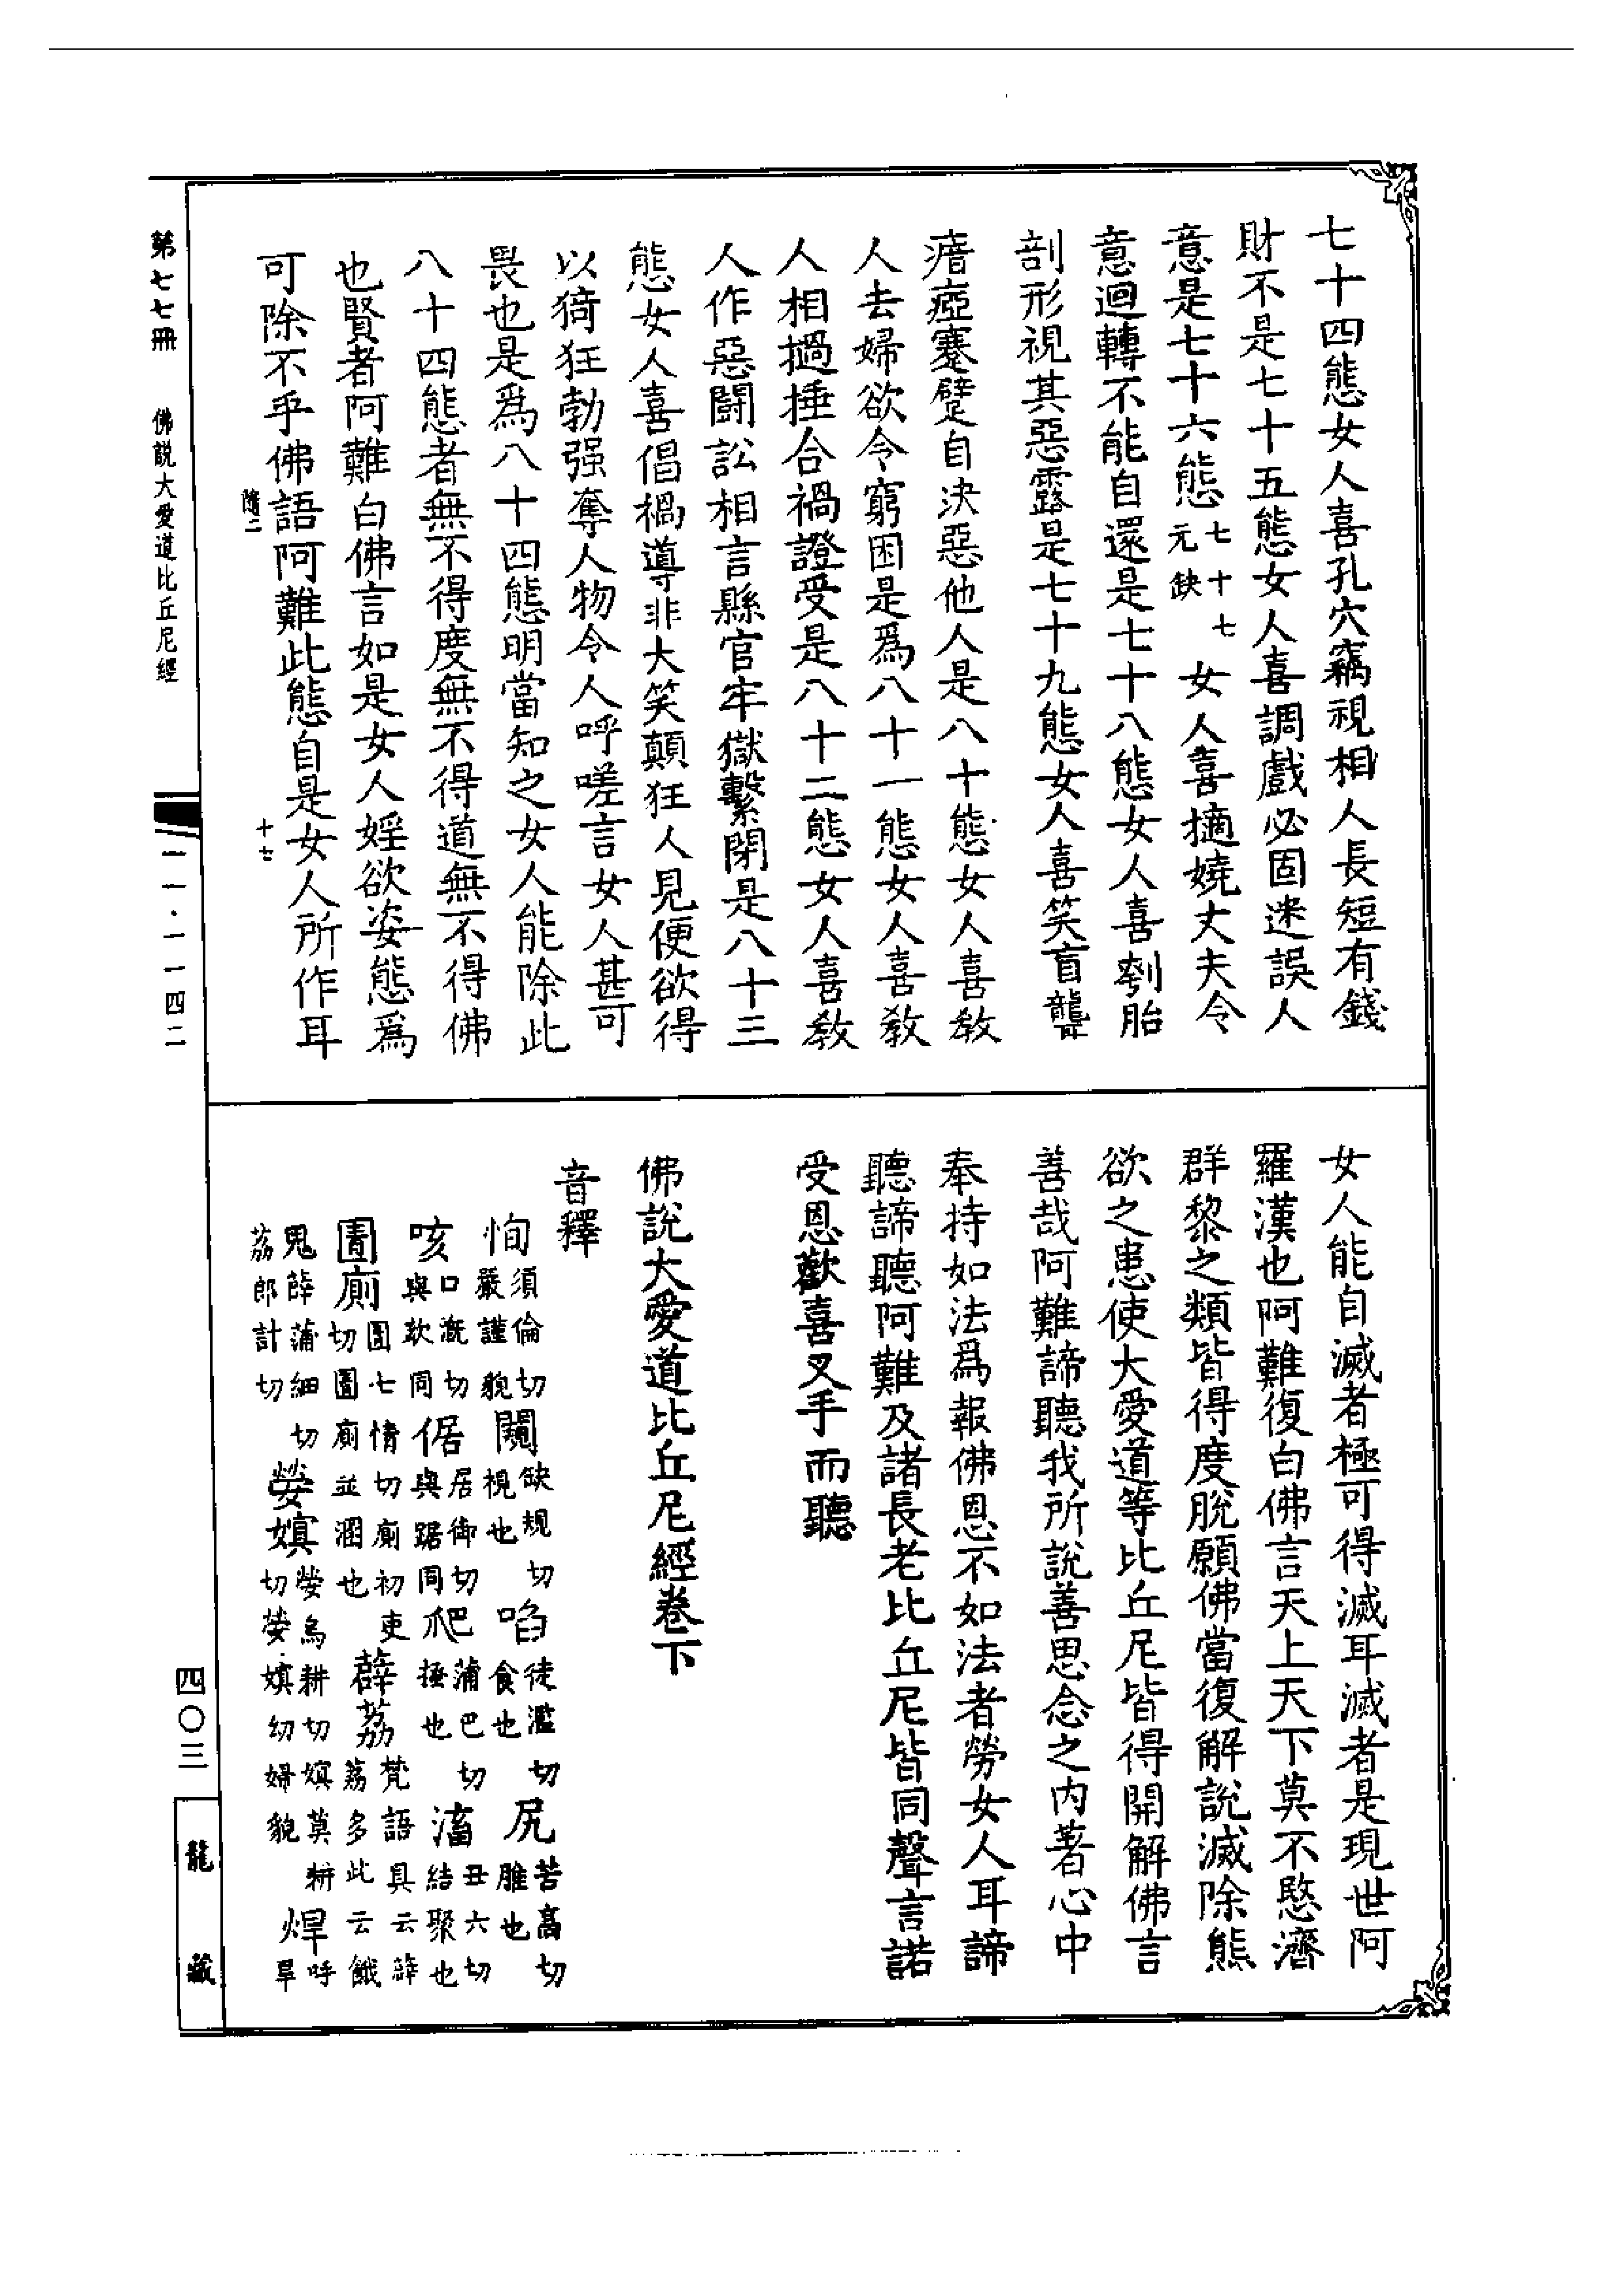 七十四態女人喜孔穴竊視相人長短有錢
財不是七十五態女人喜調戲必固迷誤人
意是七十六態七十七元缺女人喜擿嬈丈夫令
意迴轉不能自還是七十八態女人喜刳胎
剖形視其惡露是七十九態女人喜笑盲聾
瘖瘂蹇躄自決惡他人是八十態女人喜教
人去婦欲令窮困是爲八十一態女人喜教
人相撾捶合禍證受是八十二態女人喜教
人作惡鬪訟相言縣官牢獄繫閉是八十三
態女人喜倡禍導非大笑顛狂人見便欲得
以猗狂勃强奪人物令人呼嗟言女人甚可
畏也是爲八十四態明當知之女人能除此
八十四態者無不得度無不得道無不得佛
也賢者阿難白佛言如是女人婬欲姿態爲
可除不乎佛語阿難此態自是女人所作耳
隨二 十七
女人能自滅者極可得滅耳滅者是現世阿
羅漢也阿難復白佛言天上天下莫不愍濟
群黎之類皆得度脫願佛當復解說滅除態
欲之患使大愛道等比丘尼皆得開解佛言
善哉阿難諦聽我所說善思念之內著心中
奉持如法爲報佛恩不如法者勞女人耳諦
聽諦聽阿難及諸長老比丘尼皆同聲言諾
受恩歡喜叉手而聽
佛說大愛道比丘尼經卷下
音釋
恂須倫切嚴謹貌闚缺規切視也啗徒濫切食也尻苦高切脽也
咳口溉切與欬同倨居御切與踞同爬蒲巴切搔也滀丑六切結聚也
圊廁圊七情切廁初吏切圊廁並溷也薜荔梵語具云薜荔多此云餓
鬼薜蒲細切荔郎計切嫈嫇嫈烏耕切嫇莫耕切嫈嫇幼婦貌焊呼旱
第七七冊 佛說大愛道比丘尼經
一一·一一四二
四〇三
龍藏